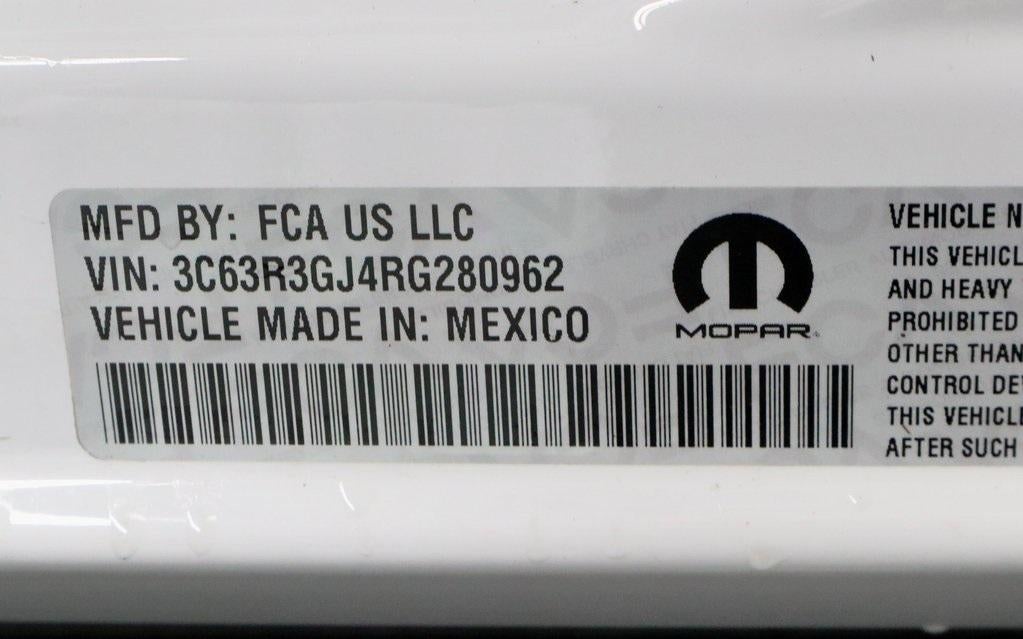 MFD BY: FCA US LLC
VIN: 3C63R3GJ4RG280962
VEHICLE MADE IN: MEXICO
MOPAR
VEHICLE N
THIS VEHICL
AND HEAVY
PROHIBITED
OTHER THAN
CONTROL DE
THIS VEHICLE
AFTER SUCH